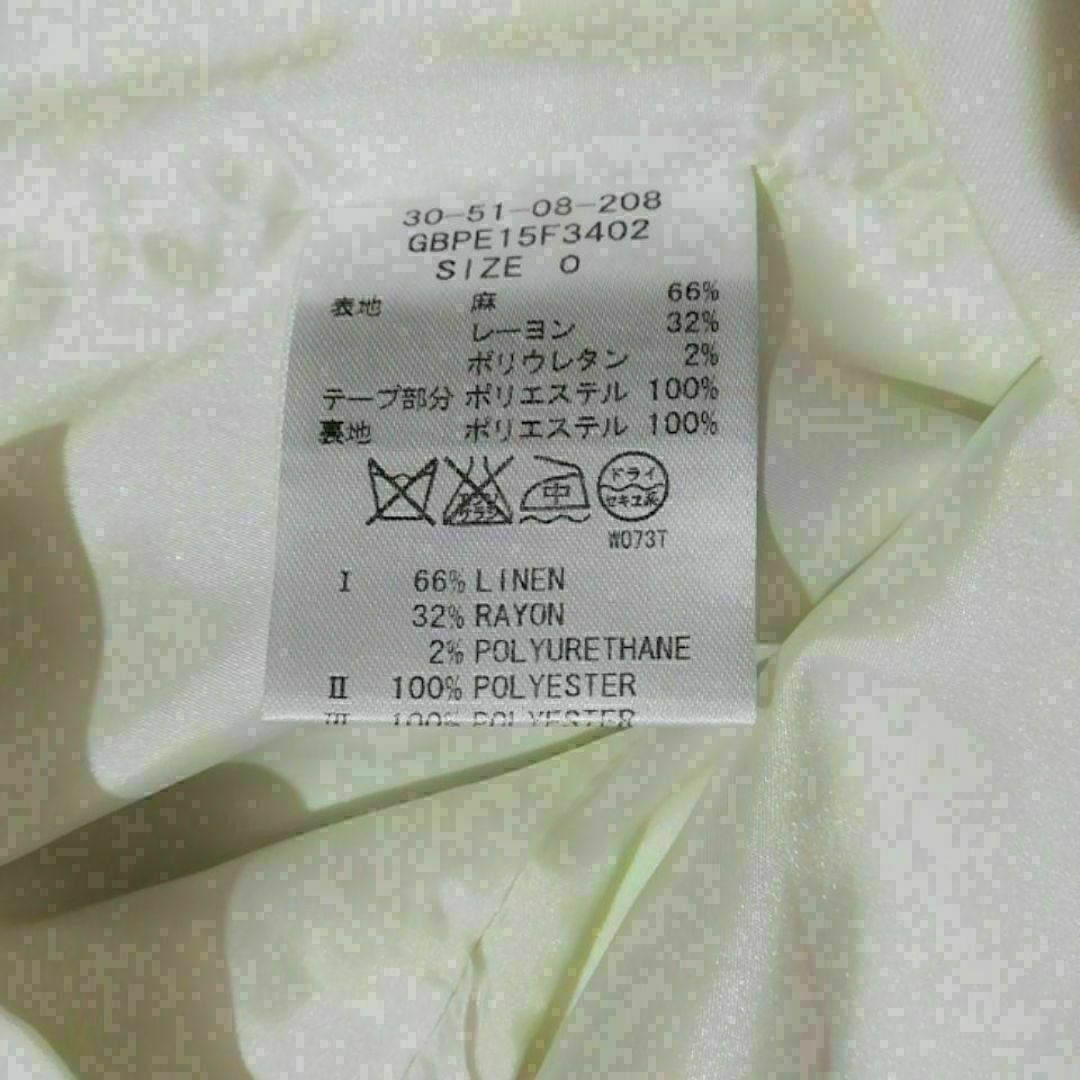 30-51-08-208
GBPE15F3402
SIZE 0
表地 麻 66%
レーヨン 32%
ポリウレタン 2%
テープ部分 ポリエステル 100%
裏地 ポリエステル 100%
中 ドライ
セキユ系
W073T
I 66% LINEN
32% RAYON
2% POLYURETHANE
II 100% POLYESTER
III 100% POLYESTER